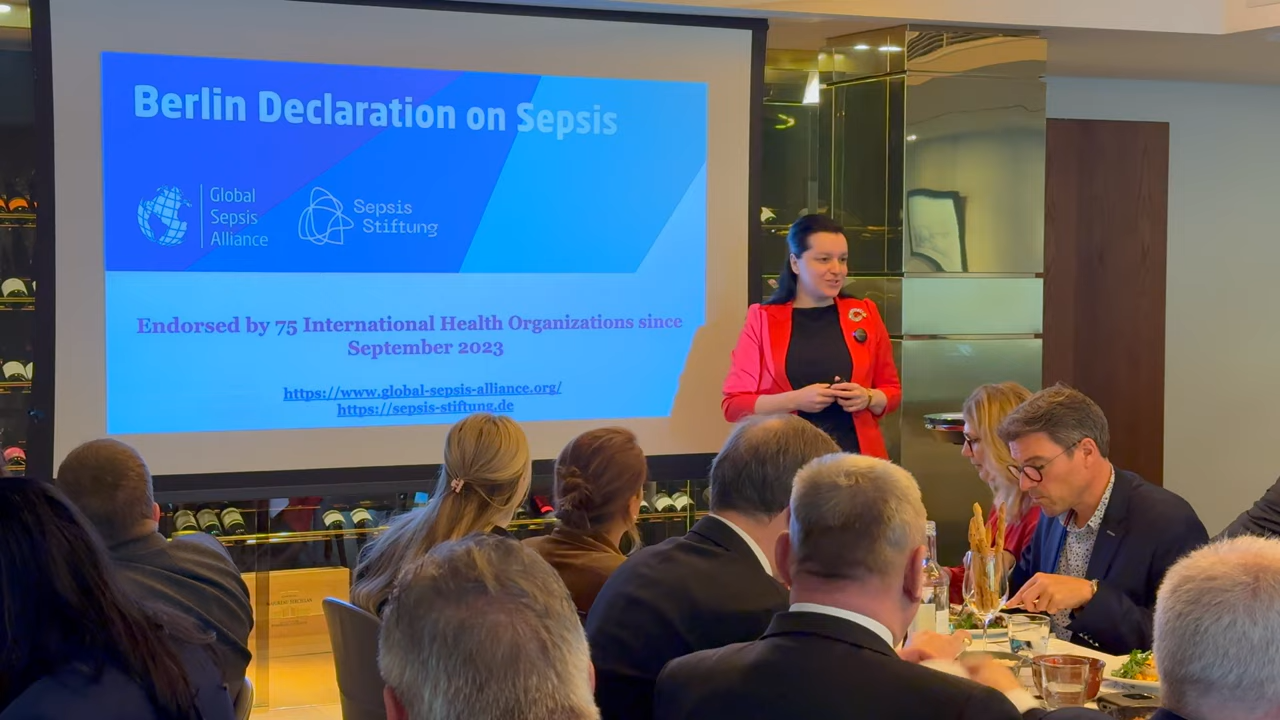 Berlin Declaration on Sepsis
Global
Sepsis
Alliance
Sepsis
Stiftung
Endorsed by 75 International Health Organizations since
September 2023
https://www.global-sepsis-alliance.org/
https://sepsis-stiftung.de